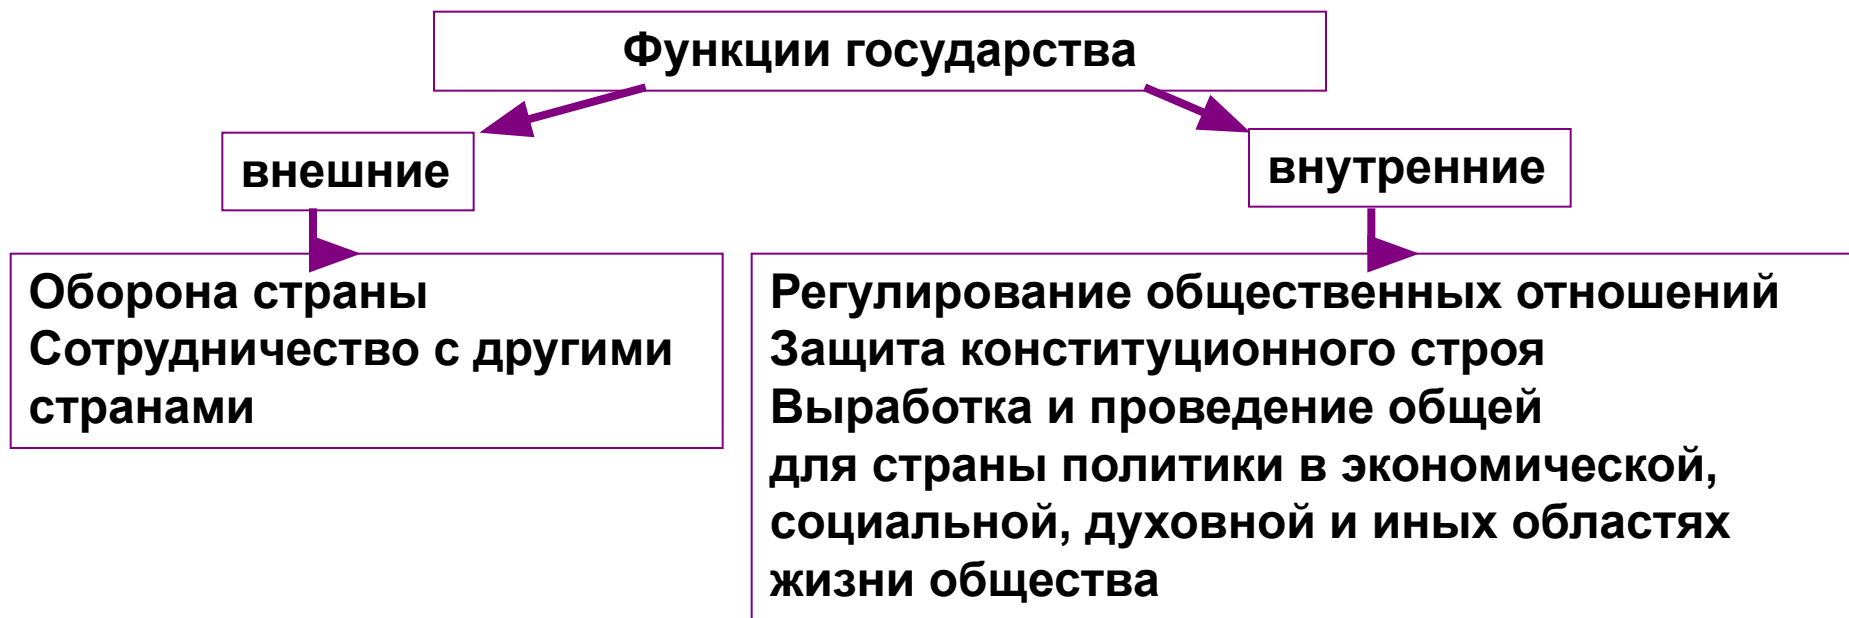 Функции государства
внешние
внутренние
Оборона страны
Сотрудничество с другими
странами
Регулирование общественных отношений
Защита конституционного строя
Выработка и проведение общей
для страны политики в экономической,
социальной, духовной и иных областях
жизни общества